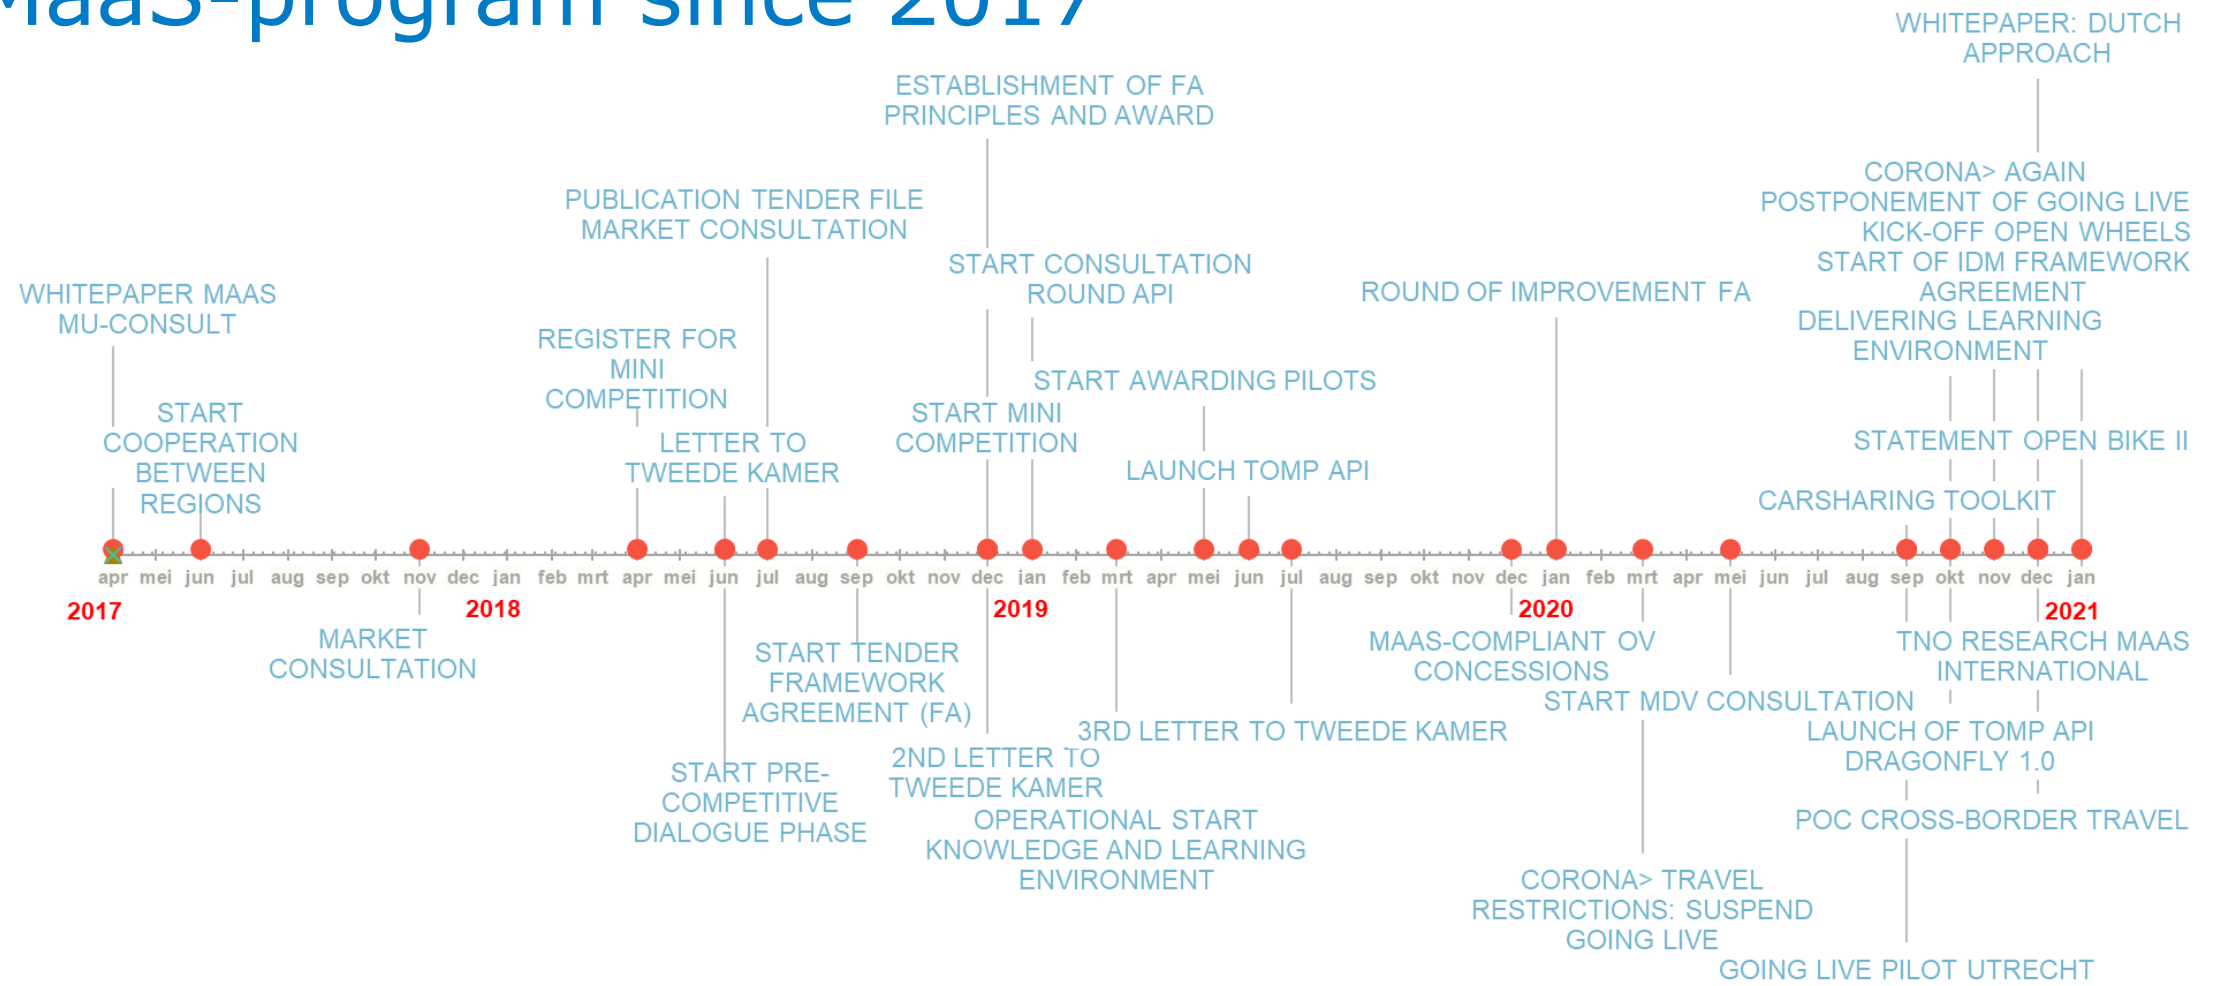 MaaS-program since 2017
WHITEPAPER: DUTCH
APPROACH
ESTABLISHMENT OF FA
PRINCIPLES AND AWARD
CORONA> AGAIN
POSTPONEMENT OF GOING LIVE
KICK-OFF OPEN WHEELS
START OF IDM FRAMEWORK
AGREEMENT
DELIVERING LEARNING
ENVIRONMENT
PUBLICATION TENDER FILE
MARKET CONSULTATION
START CONSULTATION
ROUND API
WHITEPAPER MAAS
MU-CONSULT
ROUND OF IMPROVEMENT FA
REGISTER FOR
MINI
COMPETITION
START AWARDING PILOTS
START
COOPERATION
BETWEEN
REGIONS
START MINI
COMPETITION
LETTER TO
TWEEDE KAMER
STATEMENT OPEN BIKE II
LAUNCH TOMP API
CARSHARING TOOLKIT
apr mei jun jul aug sep okt nov dec jan feb mrt apr mei jun jul aug sep okt nov dec jan feb mrt apr mei jun jul aug sep okt nov dec jan feb mrt apr mei jun jul aug sep okt nov dec jan
2017 2018 2019 2020 2021
MARKET
CONSULTATION
START TENDER
FRAMEWORK
AGREEMENT (FA)
MAAS-COMPLIANT OV
CONCESSIONS
TNO RESEARCH MAAS
INTERNATIONAL
START MDV CONSULTATION
3RD LETTER TO TWEEDE KAMER
LAUNCH OF TOMP API
DRAGONFLY 1.0
2ND LETTER TO
TWEEDE KAMER
START PRE-
COMPETITIVE
DIALOGUE PHASE
OPERATIONAL START
KNOWLEDGE AND LEARNING
ENVIRONMENT
POC CROSS-BORDER TRAVEL
CORONA> TRAVEL
RESTRICTIONS: SUSPEND
GOING LIVE
GOING LIVE PILOT UTRECHT